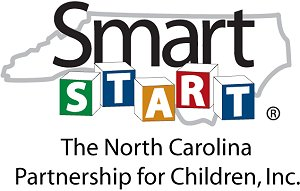 Smart
START®
The North Carolina
Partnership for Children, Inc.